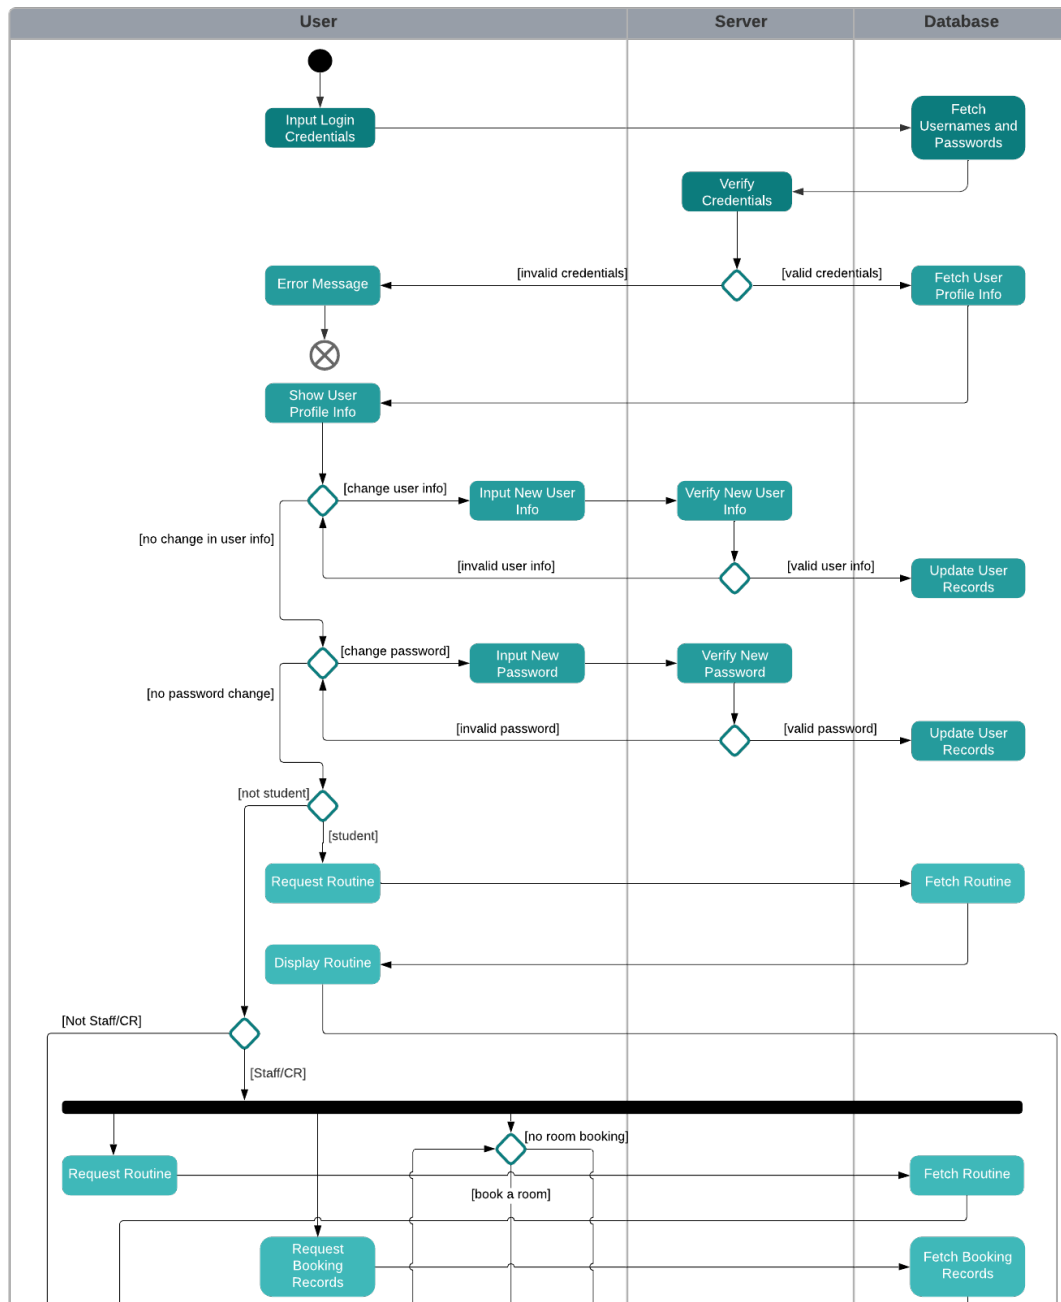 User
Server
Database
Input Login
Credentials
Fetch
Usernames and
Passwords
Verify
Credentials
[invalid credentials]
[valid credentials]
Error Message
Fetch User
Profile Info
Show User
Profile Info
[change user info]
Input New User
Info
Verify New User
Info
[no change in user info]
[invalid user info]
[valid user info]
Update User
Records
[change password]
Input New
Password
Verify New
Password
[no password change]
[invalid password]
[valid password]
Update User
Records
[not student]
[student]
Request Routine
Fetch Routine
Display Routine
[Not Staff/CR]
[Staff/CR]
[no room booking]
Request Routine
Fetch Routine
[book a room]
Request
Booking
Records
Fetch Booking
Records